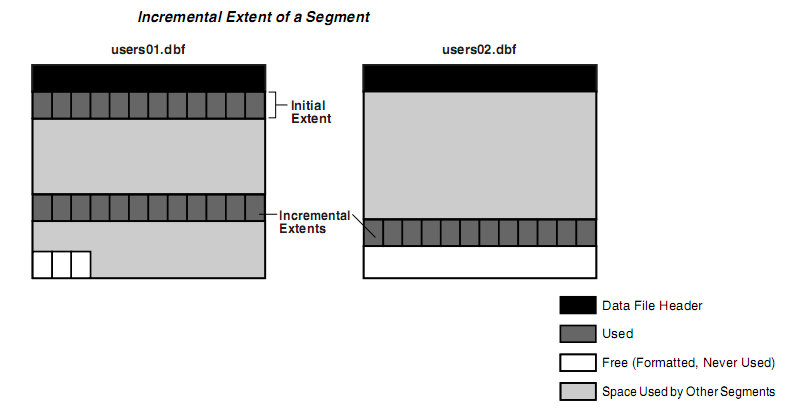 Incremental Extent of a Segment
users01.dbf
users02.dbf
Initial
Extent
Incremental
Extents
Data File Header
Used
Free (Formatted, Never Used)
Space Used by Other Segments